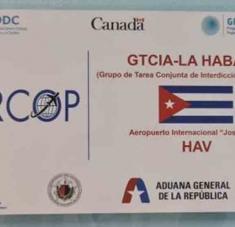 ODC
Canada
GTCIA-LA HABA
(Grupo de Tarea Conjunta de Interdicci
RCOP
Aeropuerto Internacional "Jos
HAV
ADUANA GENERAL
DE LA REPÚBLICA